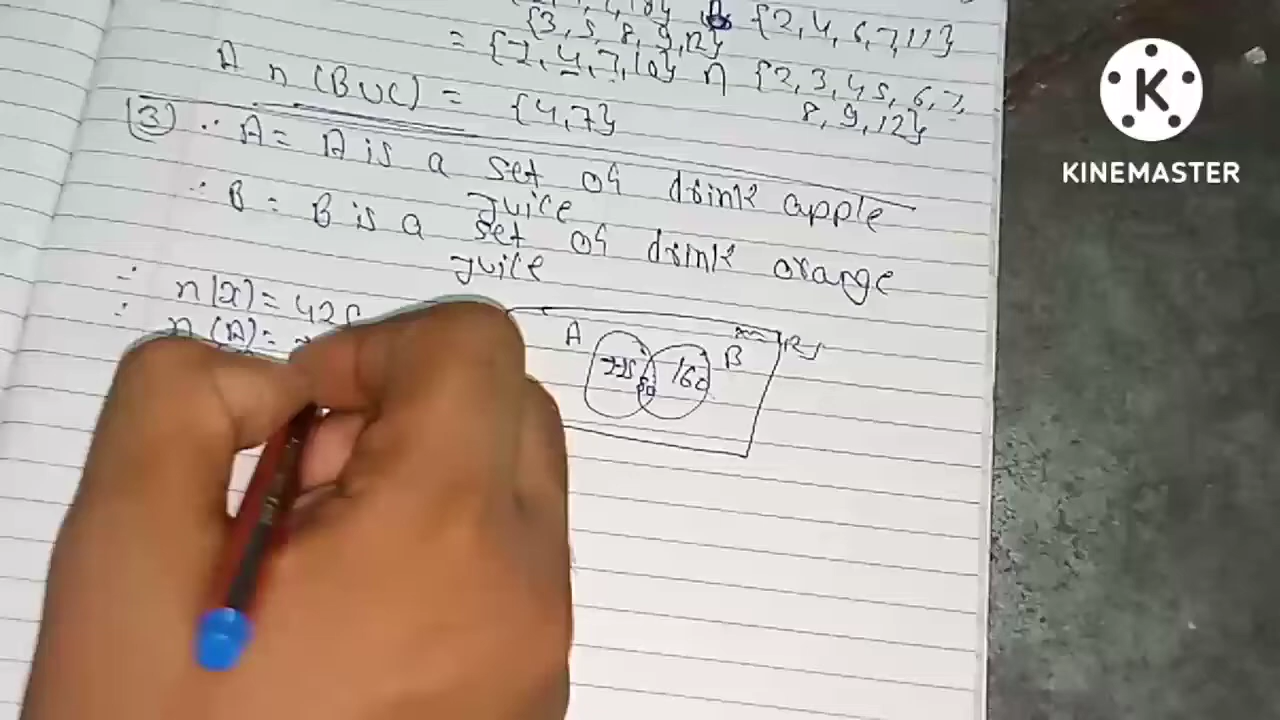 {3, 5, 8, 9, 12} {2, 4, 6, 7, 11}
= {2, 4, 7, 10} ∩ {2, 3, 4, 5, 6, 7,
8, 9, 12}
A ∩ (B∪C) = {4,7}
(3) ∵ A = A is a set of drink apple
juice
∵ B = B is a set of drink orange
juice
∵ n(x) = 42
∵ n(A) =
A B
160
K
KINEMASTER